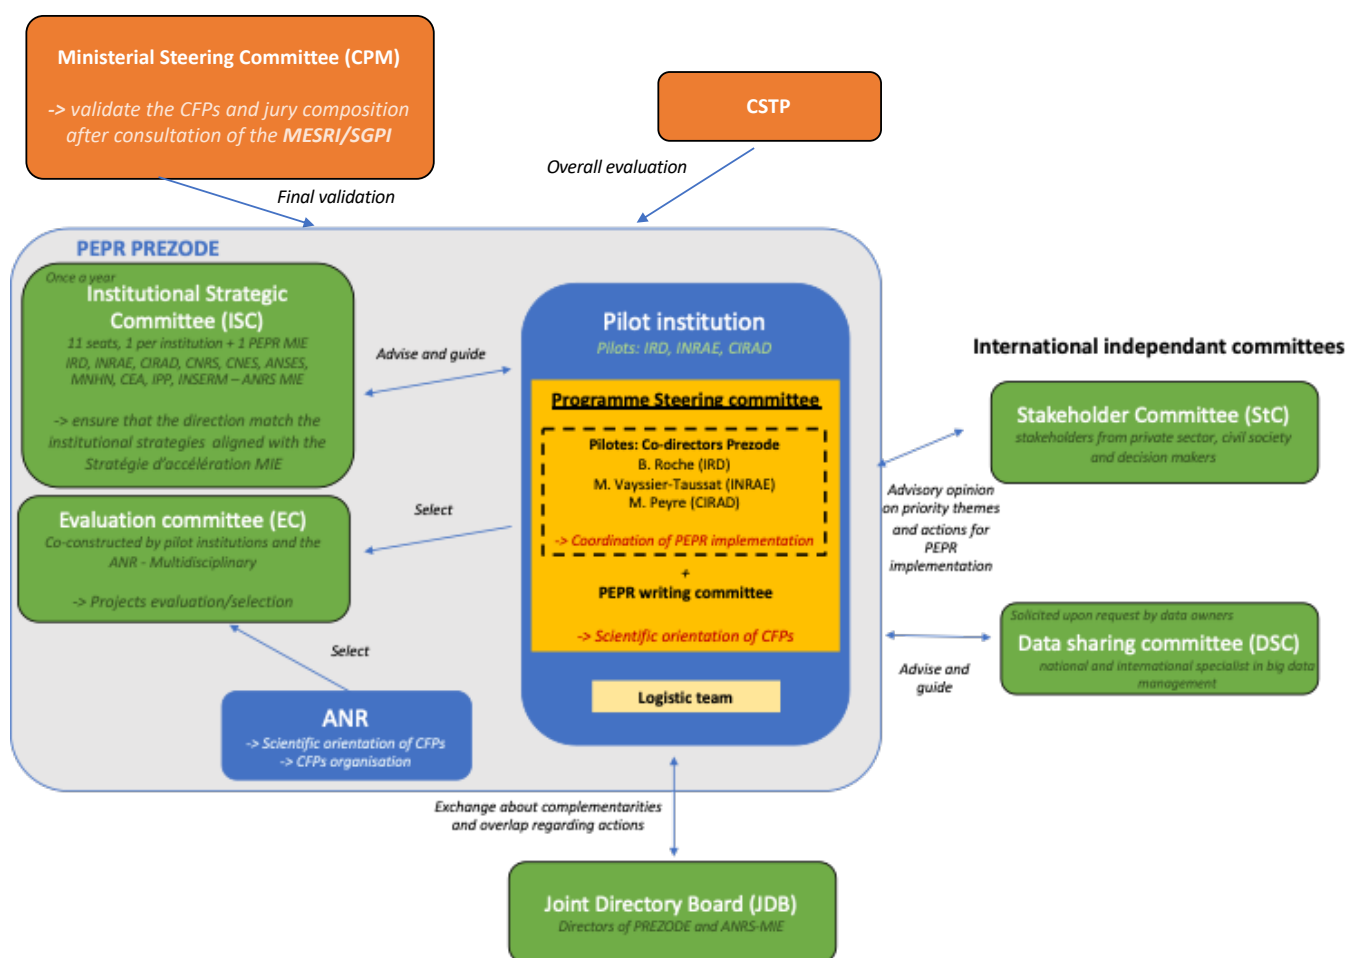 Ministerial Steering Committee (CPM)
-> validate the CFPs and jury composition
after consultation of the MESRI/SGPI
CSTP
Overall evaluation
Final validation
PEPR PREZODE
Once a year
Institutional Strategic
Committee (ISC)
11 seats, 1 per institution + 1 PEPR MIE
IRD, INRAE, CIRAD, CNRS, CNES, ANSES,
MNHN, CEA, IPP, INSERM – ANRS MIE
-> ensure that the direction match the
institutional strategies aligned with the
Stratégie d'accélération MIE
Advise and guide
Pilot institution
Pilots: IRD, INRAE, CIRAD
Programme Steering committee
Pilotes: Co-directors Prezode
B. Roche (IRD)
M. Vayssier-Taussat (INRAE)
M. Peyre (CIRAD)
-> Coordination of PEPR implementation
+
PEPR writing committee
-> Scientific orientation of CFPs
Logistic team
Evaluation committee (EC)
Co-constructed by pilot institutions and the
ANR - Multidisciplinary
-> Projects evaluation/selection
Select
Select
ANR
-> Scientific orientation of CFPs
-> CFPs organisation
International independant committees
Stakeholder Committee (StC)
stakeholders from private sector, civil society
and decision makers
Advisory opinion
on priority themes
and actions for
PEPR
implementation
Solicited upon request by data owners
Data sharing committee (DSC)
national and international specialist in big data
management
Advise and
guide
Exchange about complementarities
and overlap regarding actions
Joint Directory Board (JDB)
Directors of PREZODE and ANRS-MIE